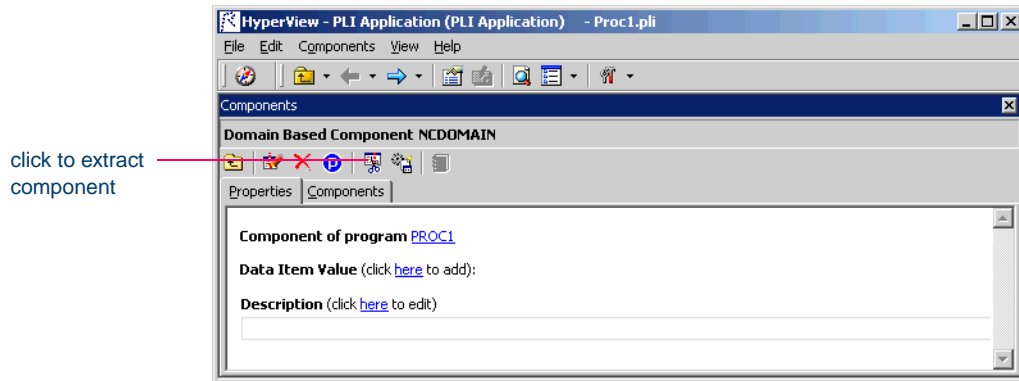 HyperView - PLI Application (PLI Application) - Proc1.pli
File Edit Components View Help
Components
Domain Based Component NCDOMAIN
click to extract
component
Properties Components
Component of program PROC1
Data Item Value (click here to add):
Description (click here to edit)